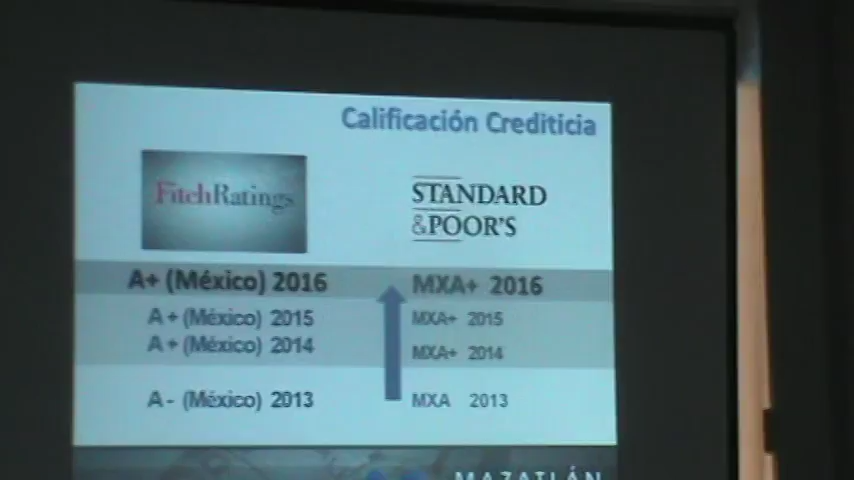 Calificación Crediticia
FitchRatings
STANDARD
&POOR'S
A+ (México) 2016 MXA+ 2016
A+ (México) 2015 MXA+ 2015
A+ (México) 2014 MXA+ 2014
A- (México) 2013 MXA 2013
MAZATLÁN